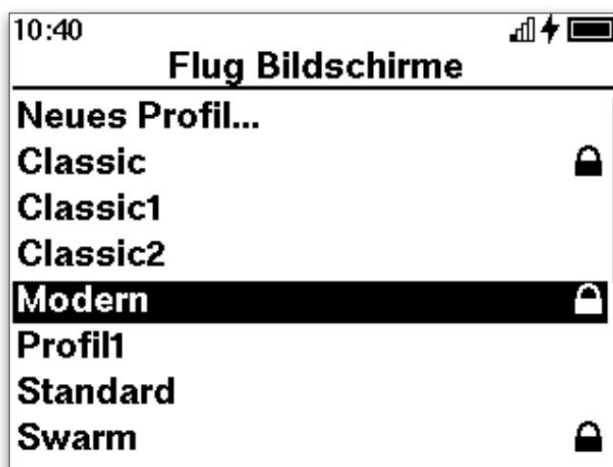 10:40
Flug Bildschirme
Neues Profil...
Classic
Classic1
Classic2
Modern
Profil1
Standard
Swarm